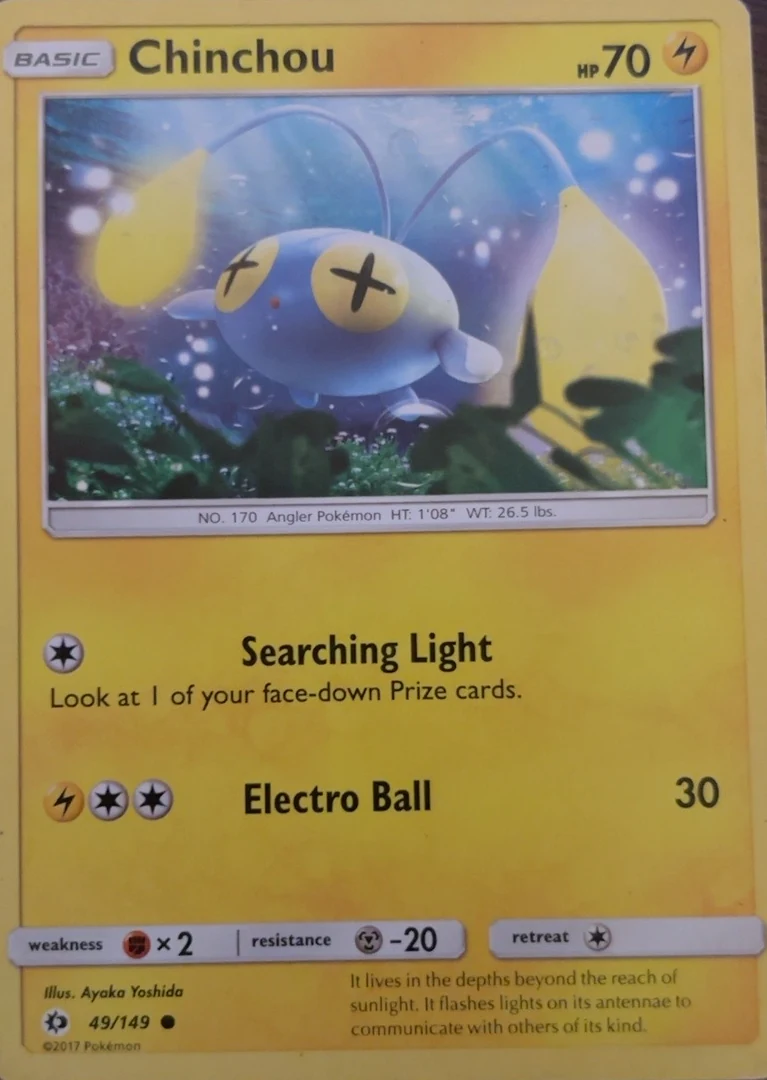 BASIC Chinchou HP 70
NO. 170 Angler Pokémon HT: 1'08" WT: 26.5 lbs.
Searching Light
Look at 1 of your face-down Prize cards.
Electro Ball 30
weakness ×2 resistance -20 retreat
Illus. Ayaka Yoshida
49/149
©2017 Pokémon
It lives in the depths beyond the reach of
sunlight. It flashes lights on its antennae to
communicate with others of its kind.